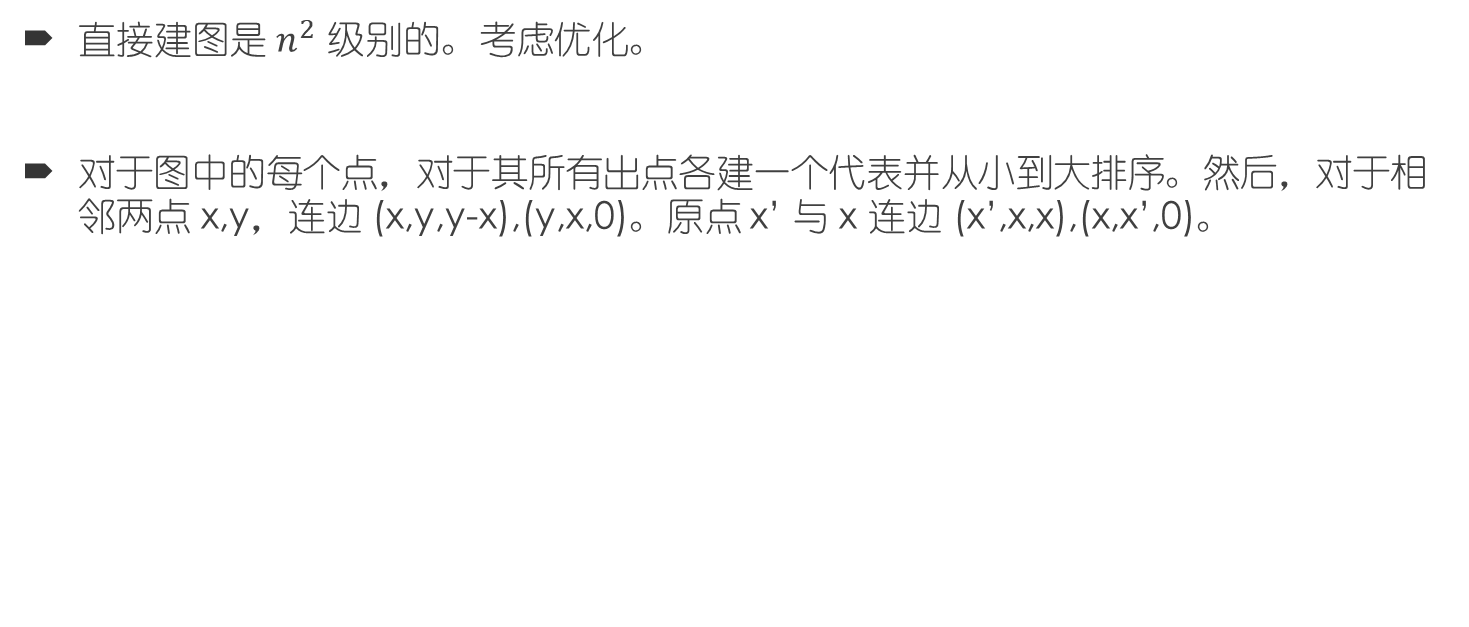 直接建图是 n² 级别的。考虑优化。
对于图中的每个点，对于其所有出点各建一个代表并从小到大排序。然后，对于相
邻两点 x,y，连边 (x,y,y-x),(y,x,0)。原点 x’ 与 x 连边 (x’,x,x),(x,x’,0)。